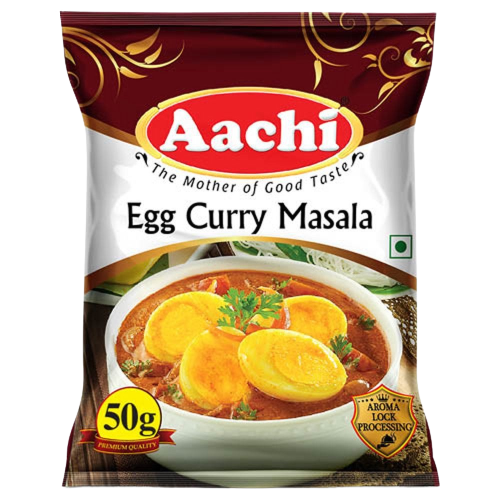 Aachi
The Mother of Good Taste
Egg Curry Masala
50g
PREMIUM QUALITY
AROMA
LOCK
PROCESSING